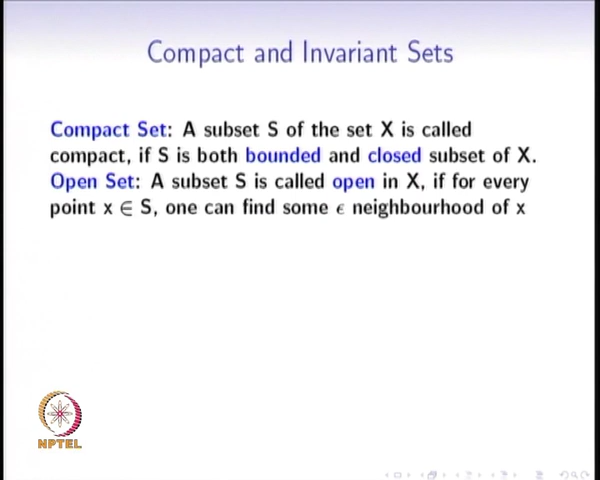 Compact and Invariant Sets
Compact Set: A subset S of the set X is called
compact, if S is both bounded and closed subset of X.
Open Set: A subset S is called open in X, if for every
point x ∈ S, one can find some ϵ neighbourhood of x
NPTEL